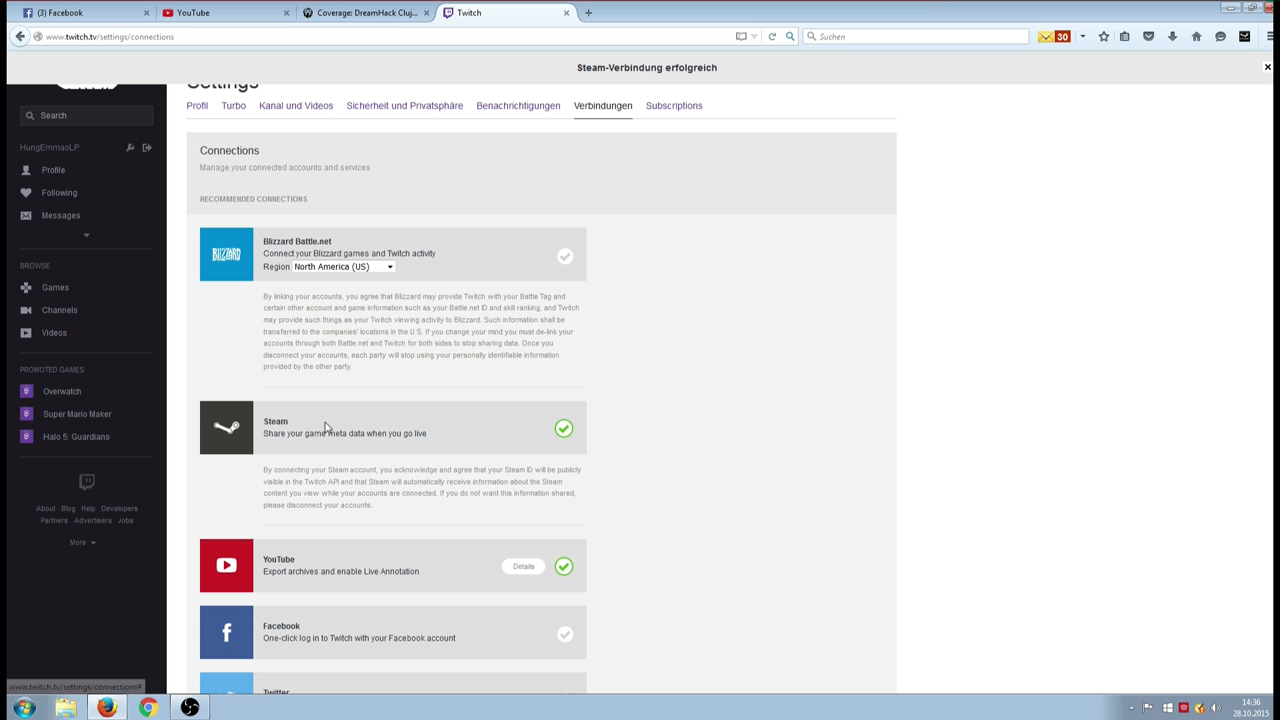 (3) Facebook
YouTube
Coverage: DreamHack Cluj...
Twitch
www.twitch.tv/settings/connections
Suchen
30
Steam-Verbindung erfolgreich
Settings
Profil
Turbo
Kanal und Videos
Sicherheit und Privatsphäre
Benachrichtigungen
Verbindungen
Subscriptions
Search
HungEmmaoLP
Profile
Following
Messages
BROWSE
Games
Channels
Videos
PROMOTED GAMES
Overwatch
Super Mario Maker
Halo 5: Guardians
About Blog Help Developers
Partners Advertisers Jobs
More
Connections
Manage your connected accounts and services
RECOMMENDED CONNECTIONS
BLIZZARD
Blizzard Battle.net
Connect your Blizzard games and Twitch activity
Region North America (US)
By linking your accounts, you agree that Blizzard may provide Twitch with your Battle Tag and
certain other account and game information such as your Battle.net ID and skill ranking, and Twitch
may provide such things as your Twitch viewing activity to Blizzard. Such information shall be
transferred to the companies' locations in the U.S. If you change your mind you must de-link your
accounts through both Battle.net and Twitch for both sides to stop sharing data. Once you
disconnect your accounts, each party will stop using your personally identifiable information
provided by the other party.
Steam
Share your game meta data when you go live
By connecting your Steam account, you acknowledge and agree that your Steam ID will be publicly
visible in the Twitch API and that Steam will automatically receive information about the Steam
content you view while your accounts are connected. If you do not want this information shared,
please disconnect your accounts.
YouTube
Export archives and enable Live Annotation
Details
Facebook
One-click log in to Twitch with your Facebook account
Twitter
www.twitch.tv/settings/connections#
14:36
28.10.2015